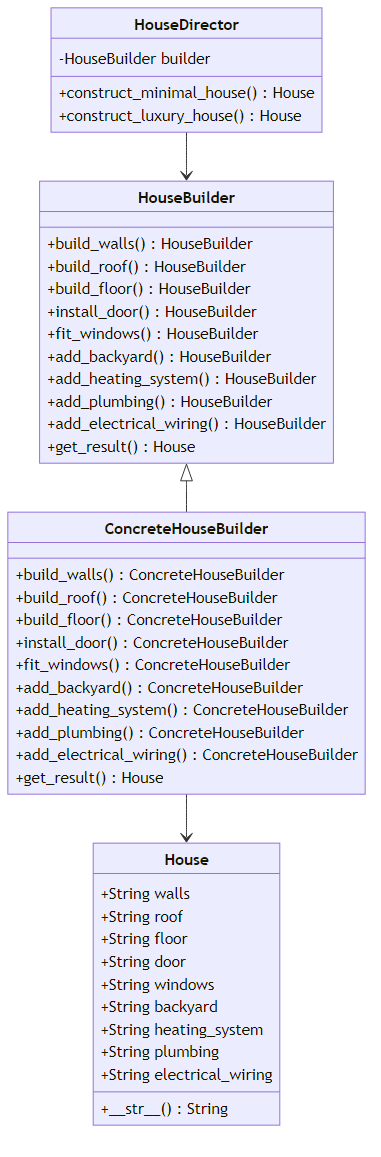 HouseDirector
-HouseBuilder builder
+construct_minimal_house() : House
+construct_luxury_house() : House
HouseBuilder
+build_walls() : HouseBuilder
+build_roof() : HouseBuilder
+build_floor() : HouseBuilder
+install_door() : HouseBuilder
+fit_windows() : HouseBuilder
+add_backyard() : HouseBuilder
+add_heating_system() : HouseBuilder
+add_plumbing() : HouseBuilder
+add_electrical_wiring() : HouseBuilder
+get_result() : House
ConcreteHouseBuilder
+build_walls() : ConcreteHouseBuilder
+build_roof() : ConcreteHouseBuilder
+build_floor() : ConcreteHouseBuilder
+install_door() : ConcreteHouseBuilder
+fit_windows() : ConcreteHouseBuilder
+add_backyard() : ConcreteHouseBuilder
+add_heating_system() : ConcreteHouseBuilder
+add_plumbing() : ConcreteHouseBuilder
+add_electrical_wiring() : ConcreteHouseBuilder
+get_result() : House
House
+String walls
+String roof
+String floor
+String door
+String windows
+String backyard
+String heating_system
+String plumbing
+String electrical_wiring
+__str__() : String